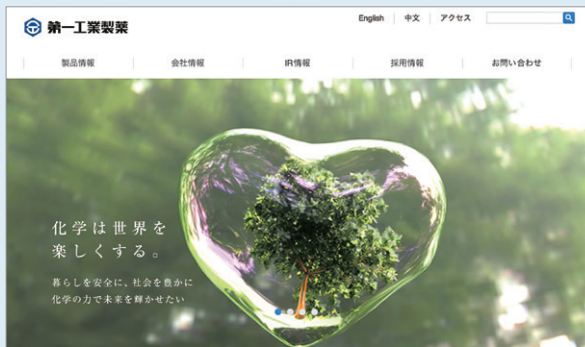 第一工業製薬
English 中文 アクセス
製品情報 会社情報 IR情報 採用情報 お問い合わせ
化学は世界を
楽しくする。
暮らしを安全に、社会を豊かに
化学の力で未来を輝かせたい